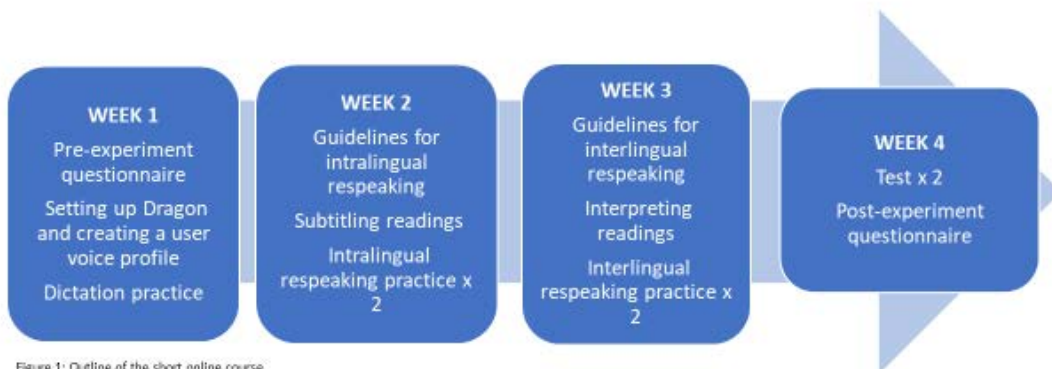 WEEK 1
Pre-experiment
questionnaire
Setting up Dragon
and creating a user
voice profile
Dictation practice
WEEK 2
Guidelines for
intralingual
respeaking
Subtitling readings
Intralingual
respeaking practice x
2
WEEK 3
Guidelines for
interlingual
respeaking
Interpreting
readings
Interlingual
respeaking practice x
2
WEEK 4
Test x 2
Post-experiment
questionnaire
Figure 1: Outline of the short online course